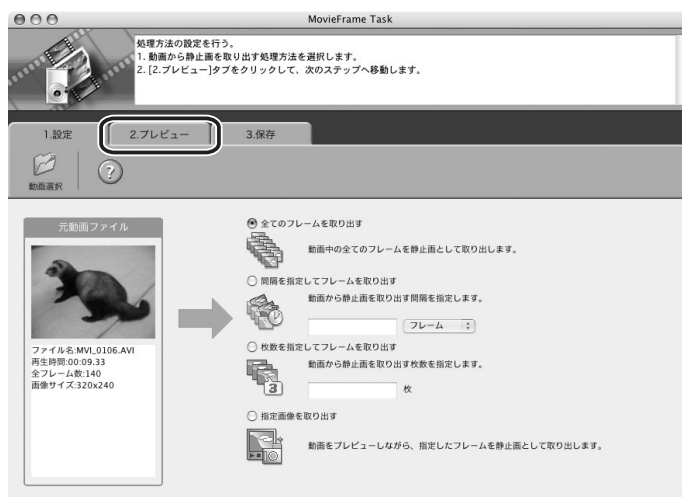 MovieFrame Task
処理方法の設定を行う。
1. 動画から静止画を取り出す処理方法を選択します。
2. [2.プレビュー]タブをクリックして、次のステップへ移動します。
1.設定
2.プレビュー
3.保存
動画選択
?
元動画ファイル
ファイル名:MVI_0106.AVI
再生時間:00:09.33
全フレーム数:140
画像サイズ:320x240
全てのフレームを取り出す
動画中の全てのフレームを静止画として取り出します。
間隔を指定してフレームを取り出す
動画から静止画を取り出す間隔を指定します。
フレーム
枚数を指定してフレームを取り出す
動画から静止画を取り出す枚数を指定します。
3
枚
指定画像を取り出す
動画をプレビューしながら、指定したフレームを静止画として取り出します。